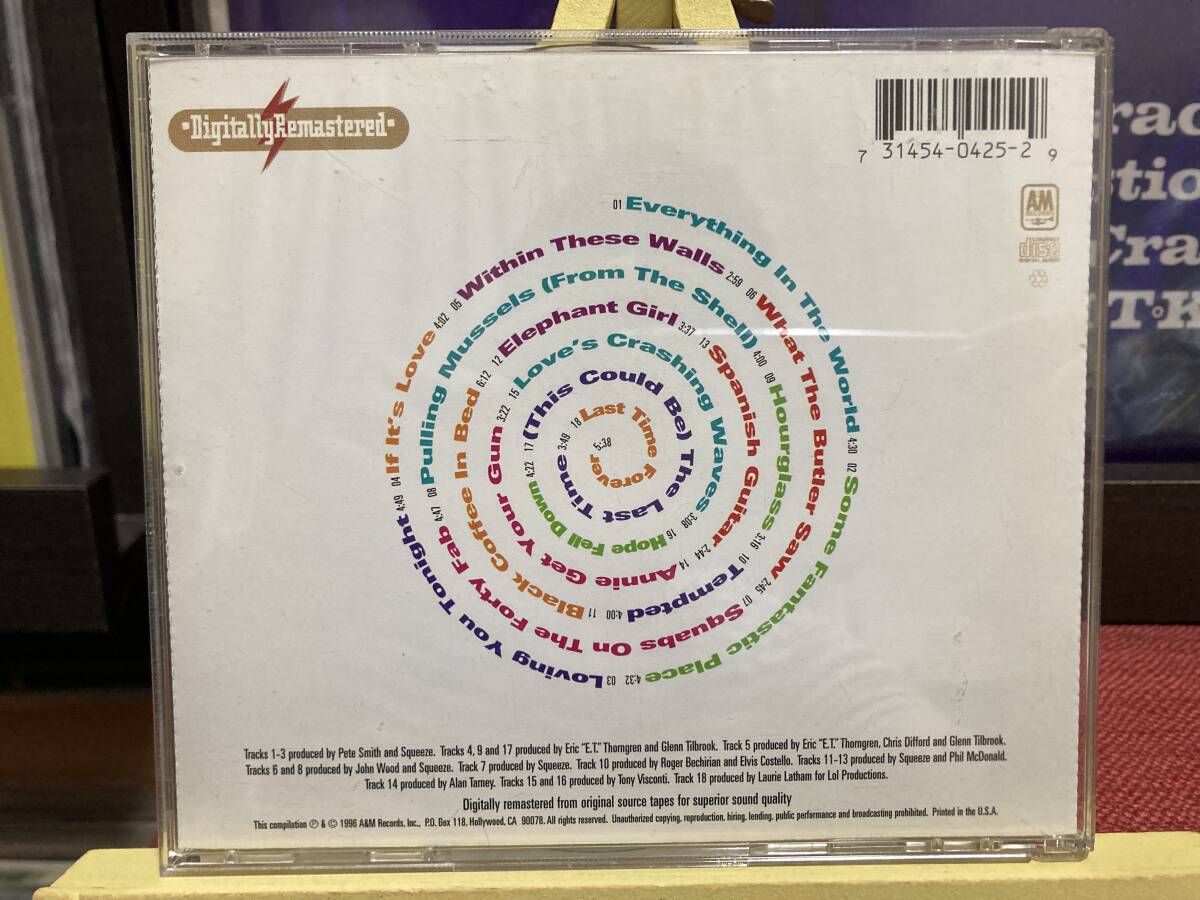 Digitally Remastered
7 31454-0425-2 9
A&M RECORDS
COMPACT
disc
DIGITAL AUDIO
01 Everything In The World 4:30
02 Some Fantastic Place 4:32
03 Loving You Tonight 4:49
04 If It's Love 4:02
05 Within These Walls 2:59
06 What The Butler Saw 2:45
07 Squabs On The Forty Fab 4:47
08 Pulling Mussels (From The Shell) 4:00
09 Hourglass 3:16
10 Tempted 4:00
11 Black Coffee In Bed 6:12
12 Elephant Girl 3:37
13 Spanish Guitar 2:44
14 Annie Get Your Gun 3:22
15 Love's Crashing Waves 3:08
16 Hope Fell Down 4:22
17 (This Could Be) The Last Time 3:49
18 Last Time Forever 5:38
Tracks 1-3 produced by Pete Smith and Squeeze. Tracks 4, 9 and 17 produced by Eric "E.T." Thorngren and Glenn Tilbrook. Track 5 produced by Eric "E.T." Thorngren, Chris Difford and Glenn Tilbrook.
Tracks 6 and 8 produced by John Wood and Squeeze. Track 7 produced by Squeeze. Track 10 produced by Roger Bechirian and Elvis Costello. Tracks 11-13 produced by Squeeze and Phil McDonald.
Track 14 produced by Alan Tarney. Tracks 15 and 16 produced by Tony Visconti. Track 18 produced by Laurie Latham for Lol Productions.
Digitally remastered from original source tapes for superior sound quality
This compilation ℗ & © 1996 A&M Records, Inc., P.O. Box 118, Hollywood, CA 90078. All rights reserved. Unauthorized copying, reproduction, hiring, lending, public performance and broadcasting prohibited. Printed in the U.S.A.